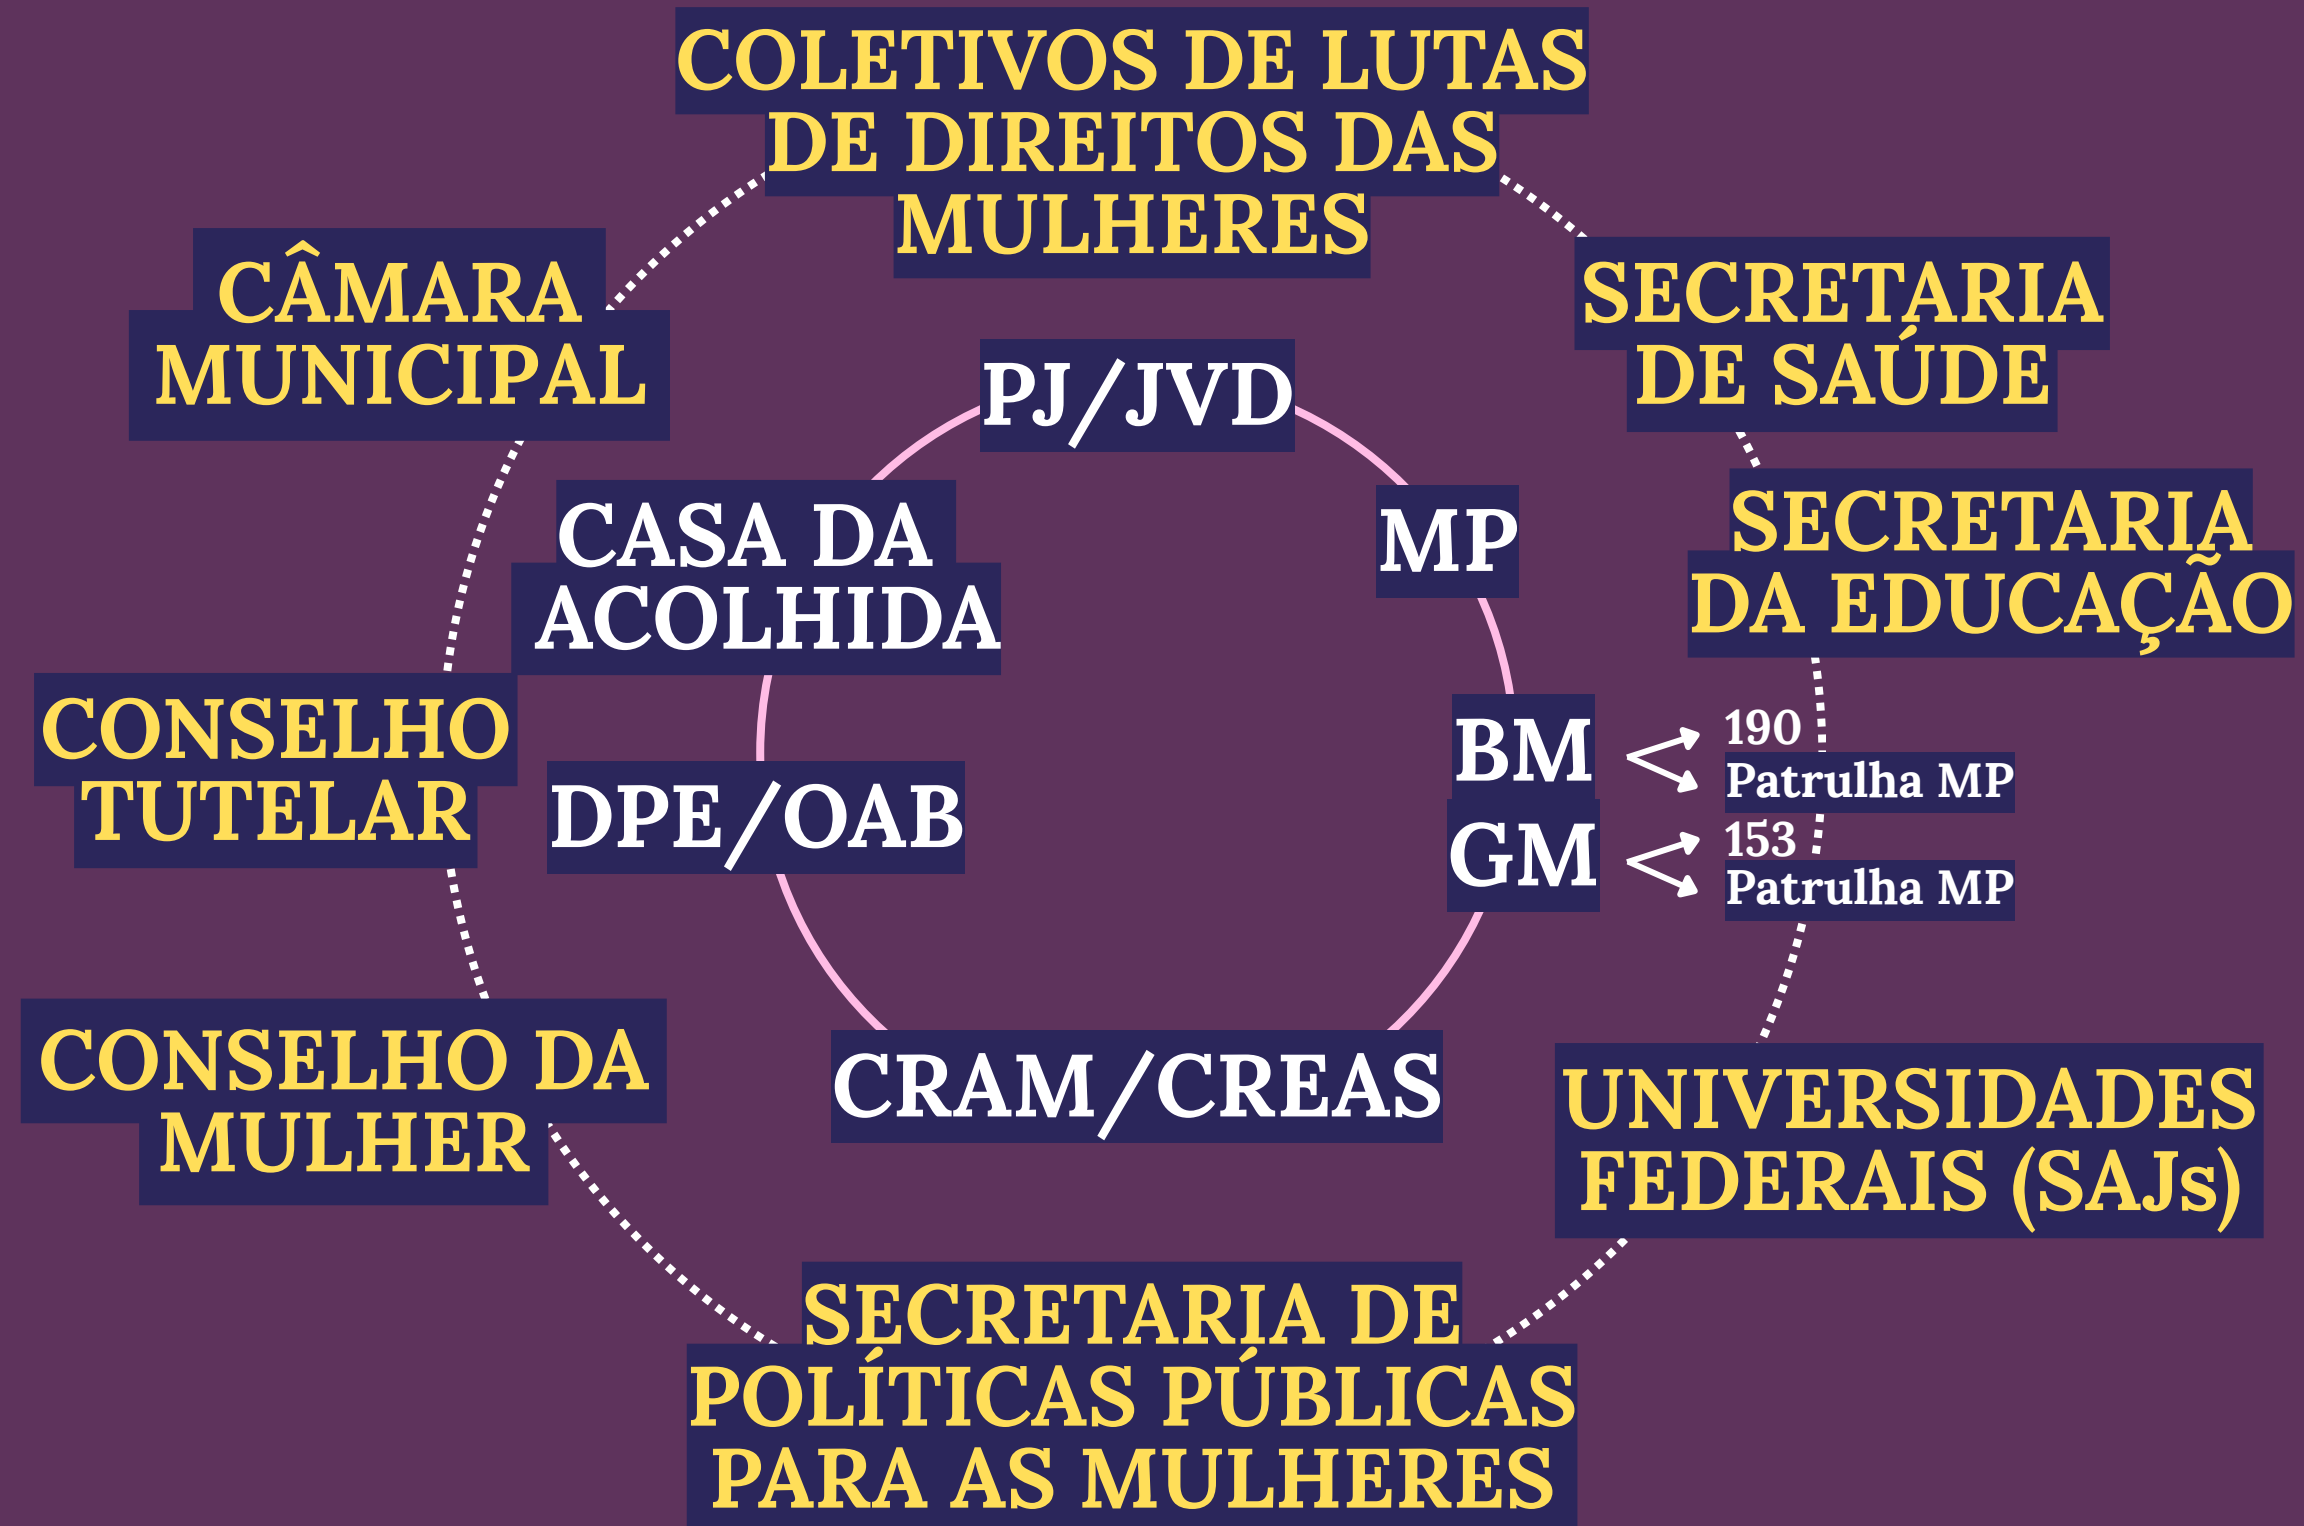 COLETIVOS DE LUTAS
DE DIREITOS DAS
MULHERES
CÂMARA
MUNICIPAL
SECRETARIA
DE SAÚDE
PJ/JVD
CASA DA
ACOLHIDA
MP
SECRETARIA
DA EDUCAÇÃO
CONSELHO
TUTELAR
DPE/OAB
BM
190
Patrulha MP
GM
153
Patrulha MP
CONSELHO DA
MULHER
CRAM/CREAS
UNIVERSIDADES
FEDERAIS (SAJs)
SECRETARIA DE
POLÍTICAS PÚBLICAS
PARA AS MULHERES